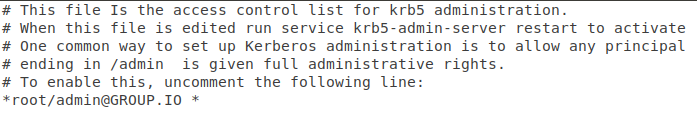 # This file Is the access control list for krb5 administration.
# When this file is edited run service krb5-admin-server restart to activate
# One common way to set up Kerberos administration is to allow any principal
# ending in /admin  is given full administrative rights.
# To enable this, uncomment the following line:
*root/admin@GROUP.IO *